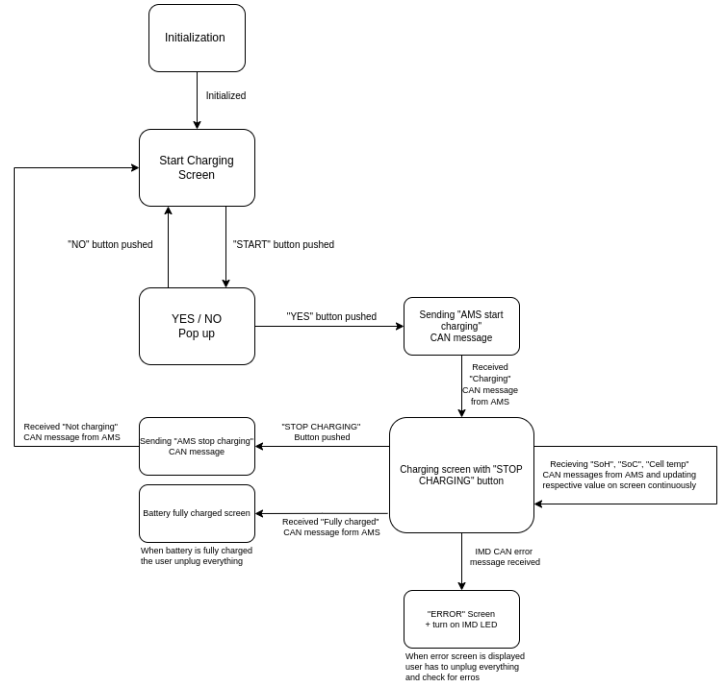 Initialization
Initialized
Start Charging
Screen
"NO" button pushed
"START" button pushed
YES / NO
Pop up
"YES" button pushed
Sending "AMS start
charging"
CAN message
Received
"Charging"
CAN message
from AMS
Received "Not charging"
CAN message from AMS
Sending "AMS stop charging"
CAN message
"STOP CHARGING"
Button pushed
Charging screen with "STOP
CHARGING" button
Recieving "SoH", "SoC", "Cell temp"
CAN messages from AMS and updating
respective value on screen continuously
Battery fully charged screen
Received "Fully charged"
CAN message form AMS
When battery is fully charged
the user unplug everything
IMD CAN error
message received
"ERROR" Screen
+ turn on IMD LED
When error screen is displayed
user has to unplug everything
and check for erros